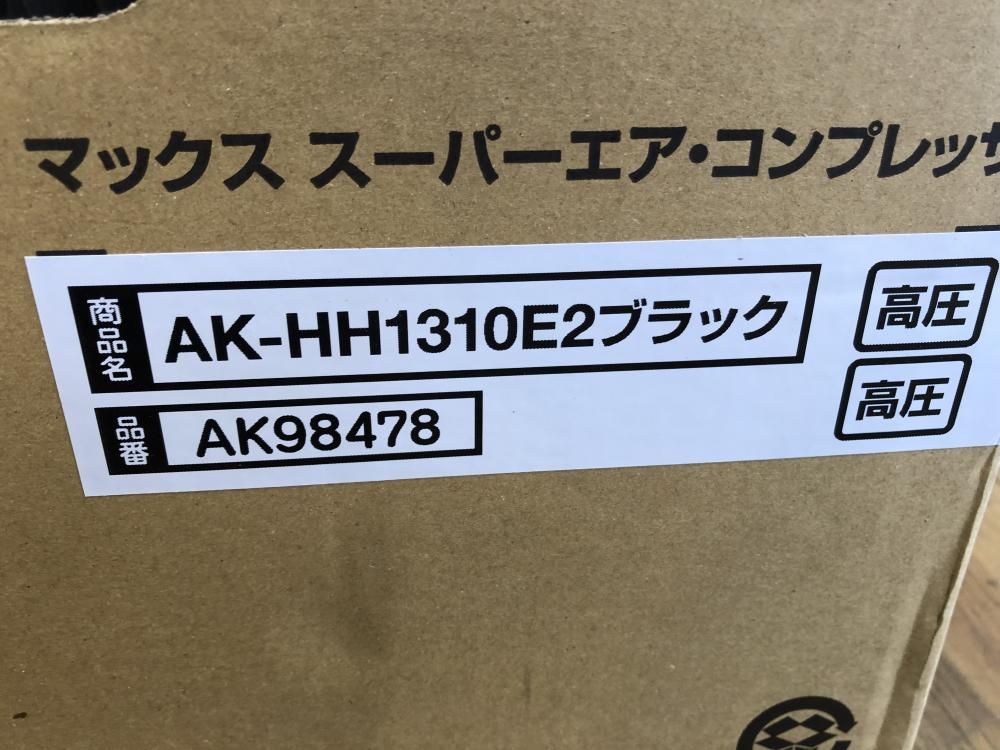 マックス スーパーエア・コンプレッサ
商品名 AK-HH1310E2ブラック
高圧
高圧
品番 AK98478